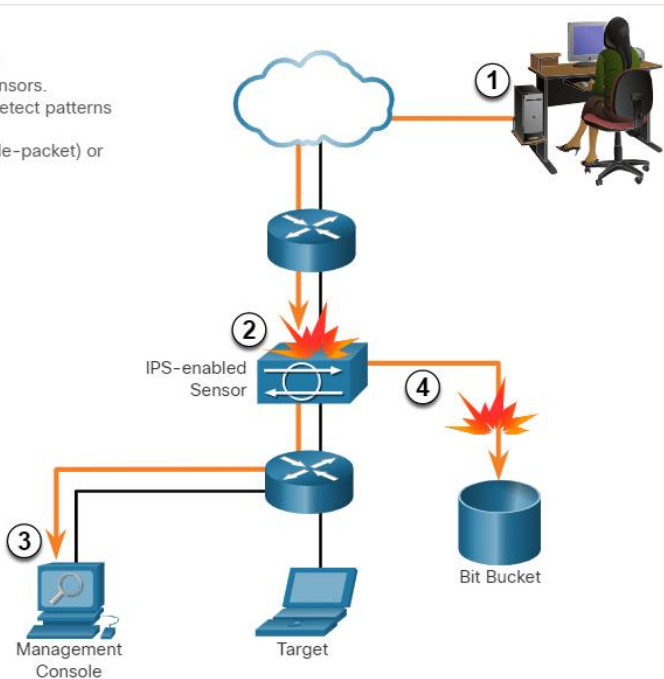 nsors.
etect patterns
le-packet) or
1
2
IPS-enabled
Sensor
4
3
Bit Bucket
Management
Console
Target